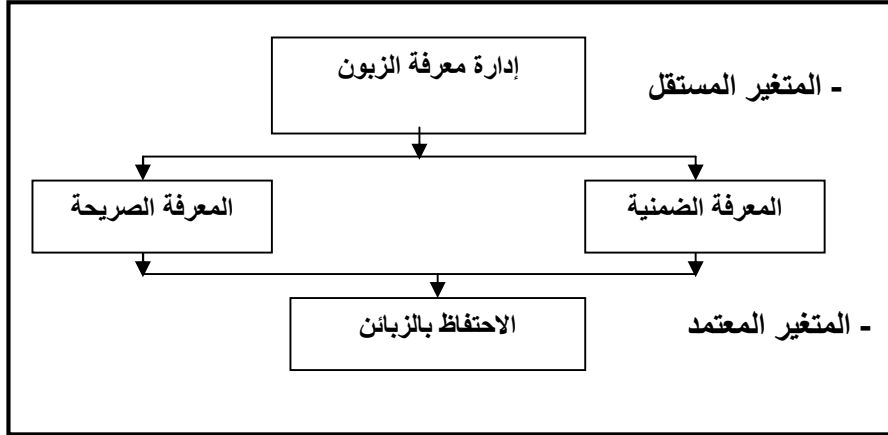 إدارة معرفة الزبون
- المتغير المستقل
المعرفة الضمنية
المعرفة الصريحة
الاحتفاظ بالزبائن
- المتغير المعتمد